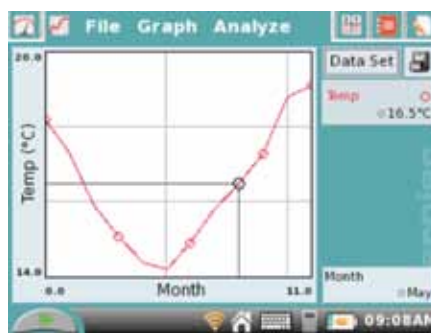 File Graph Analyze
20.0
Temp (°C)
14.0
0.0
Month
11.0
Data Set
Temp
16.5°C
Month
May
09:08AM